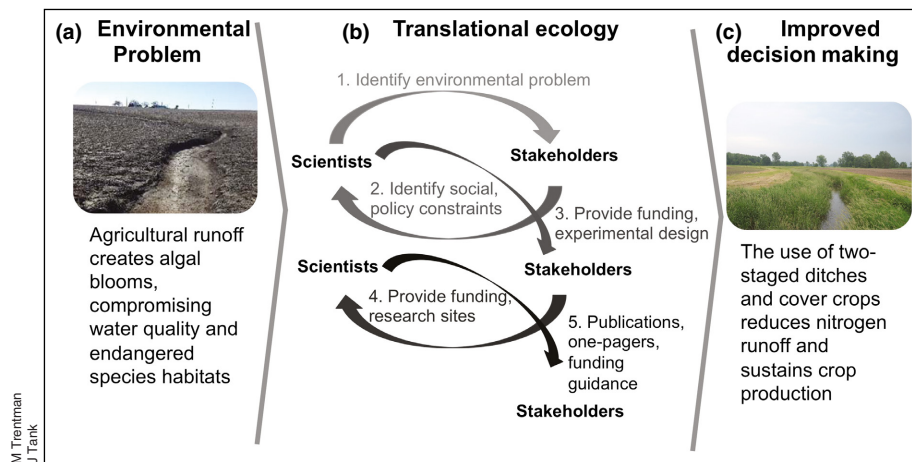 (a) Environmental
Problem
Agricultural runoff
creates algal
blooms,
compromising
water quality and
endangered
species habitats
(b) Translational ecology
1. Identify environmental problem
Scientists
Stakeholders
2. Identify social,
policy constraints
3. Provide funding,
experimental design
Scientists
Stakeholders
4. Provide funding,
research sites
5. Publications,
one-pagers,
funding
guidance
Stakeholders
(c) Improved
decision making
The use of two-
staged ditches
and cover crops
reduces nitrogen
runoff and
sustains crop
production
M Trentman
J Tank